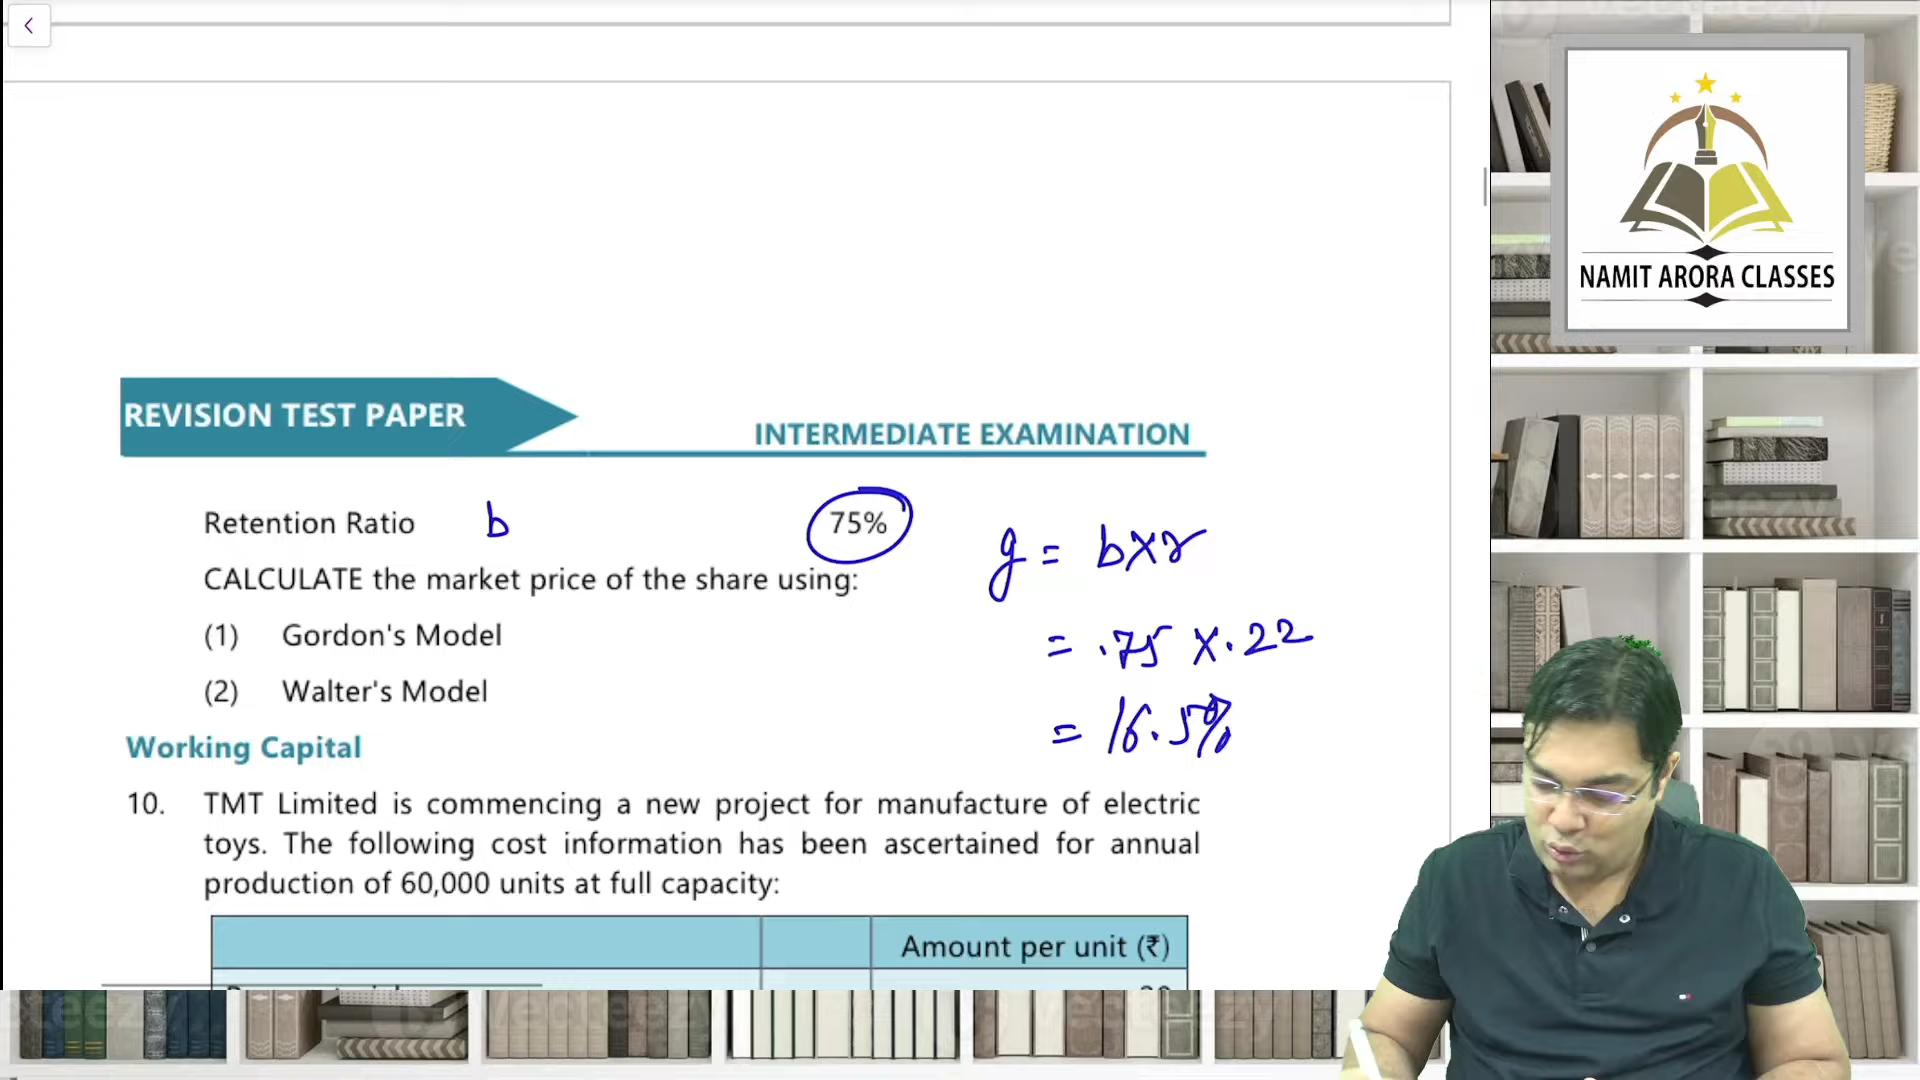 NAMIT ARORA CLASSES
REVISION TEST PAPER
INTERMEDIATE EXAMINATION
Retention Ratio b 75%
g = b×r
CALCULATE the market price of the share using:
(1) Gordon's Model
= .75 × .22
(2) Walter's Model
= 16.5%
Working Capital
10. TMT Limited is commencing a new project for manufacture of electric
toys. The following cost information has been ascertained for annual
production of 60,000 units at full capacity:
Amount per unit (₹)